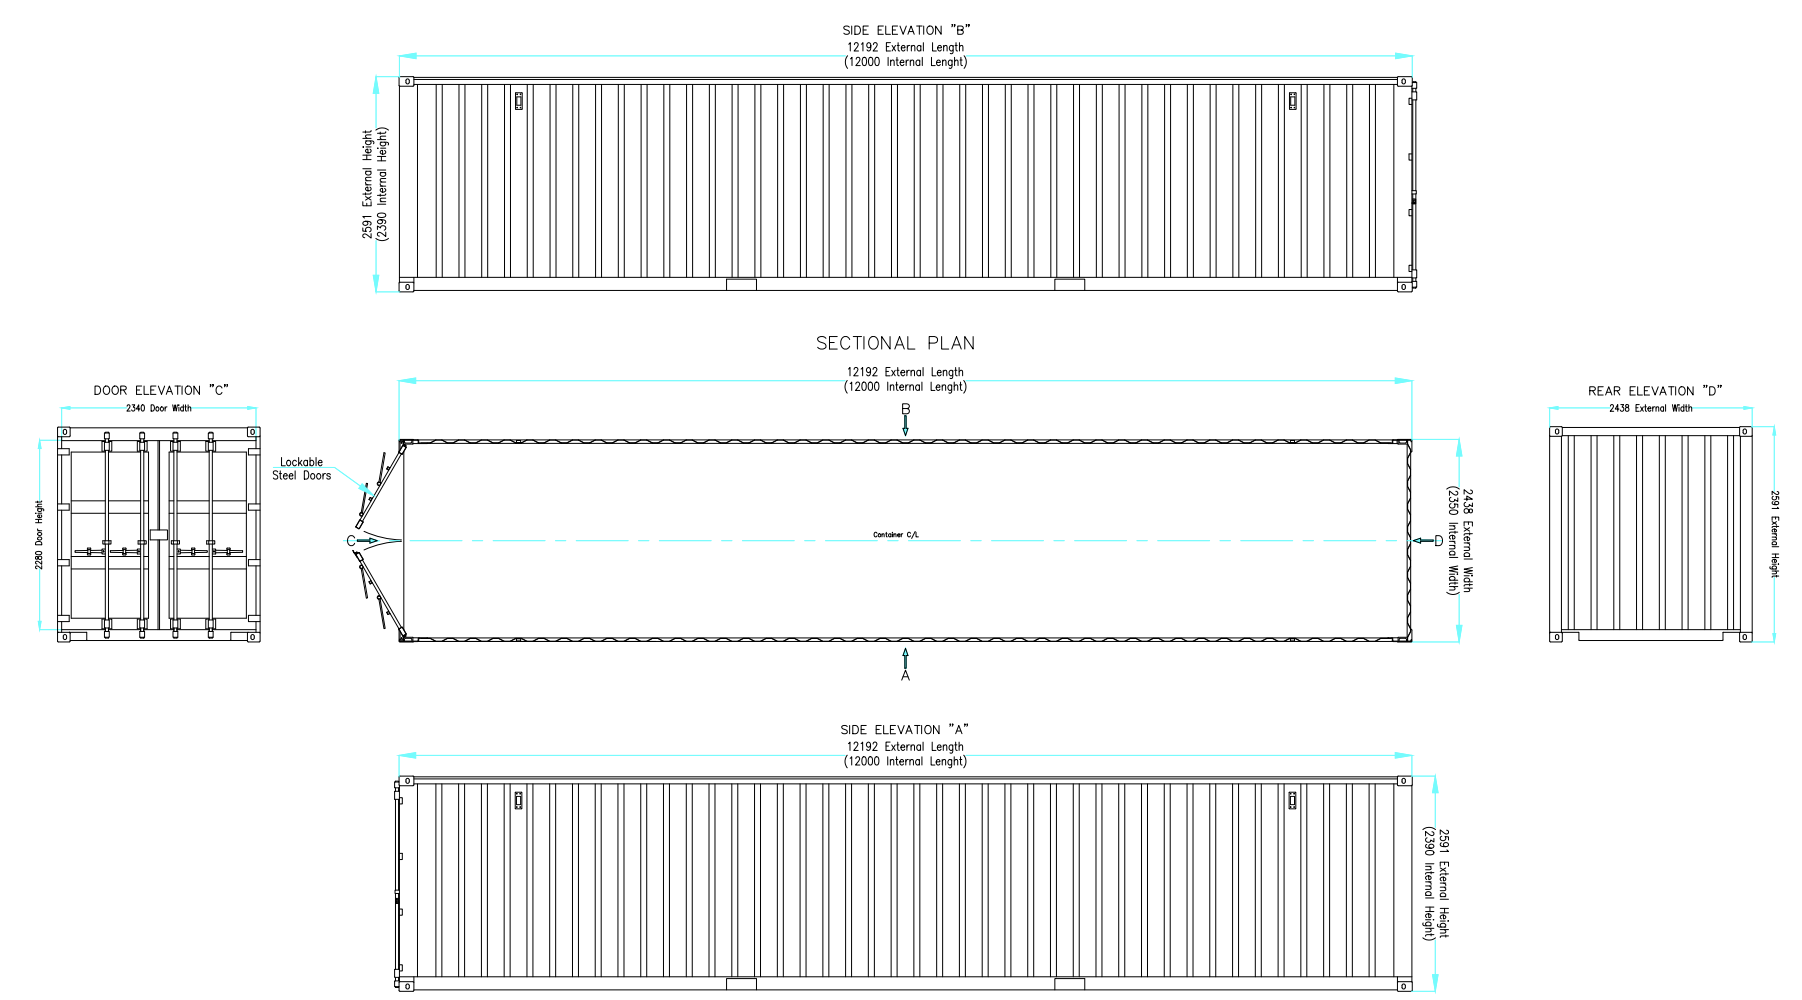 SIDE ELEVATION "B"
12192 External Length
(12000 Internal Lenght)
2591 External Height
(2390 Internal Height)
SECTIONAL PLAN
12192 External Length
(12000 Internal Lenght)
B
DOOR ELEVATION "C"
2340 Door Width
2280 Door Height
Lockable
Steel Doors
C
Container C/L
D
2438 External Width
(2350 Internal Width)
A
REAR ELEVATION "D"
2438 External Width
2591 External Height
SIDE ELEVATION "A"
12192 External Length
(12000 Internal Lenght)
2591 External Height
(2390 Internal Height)